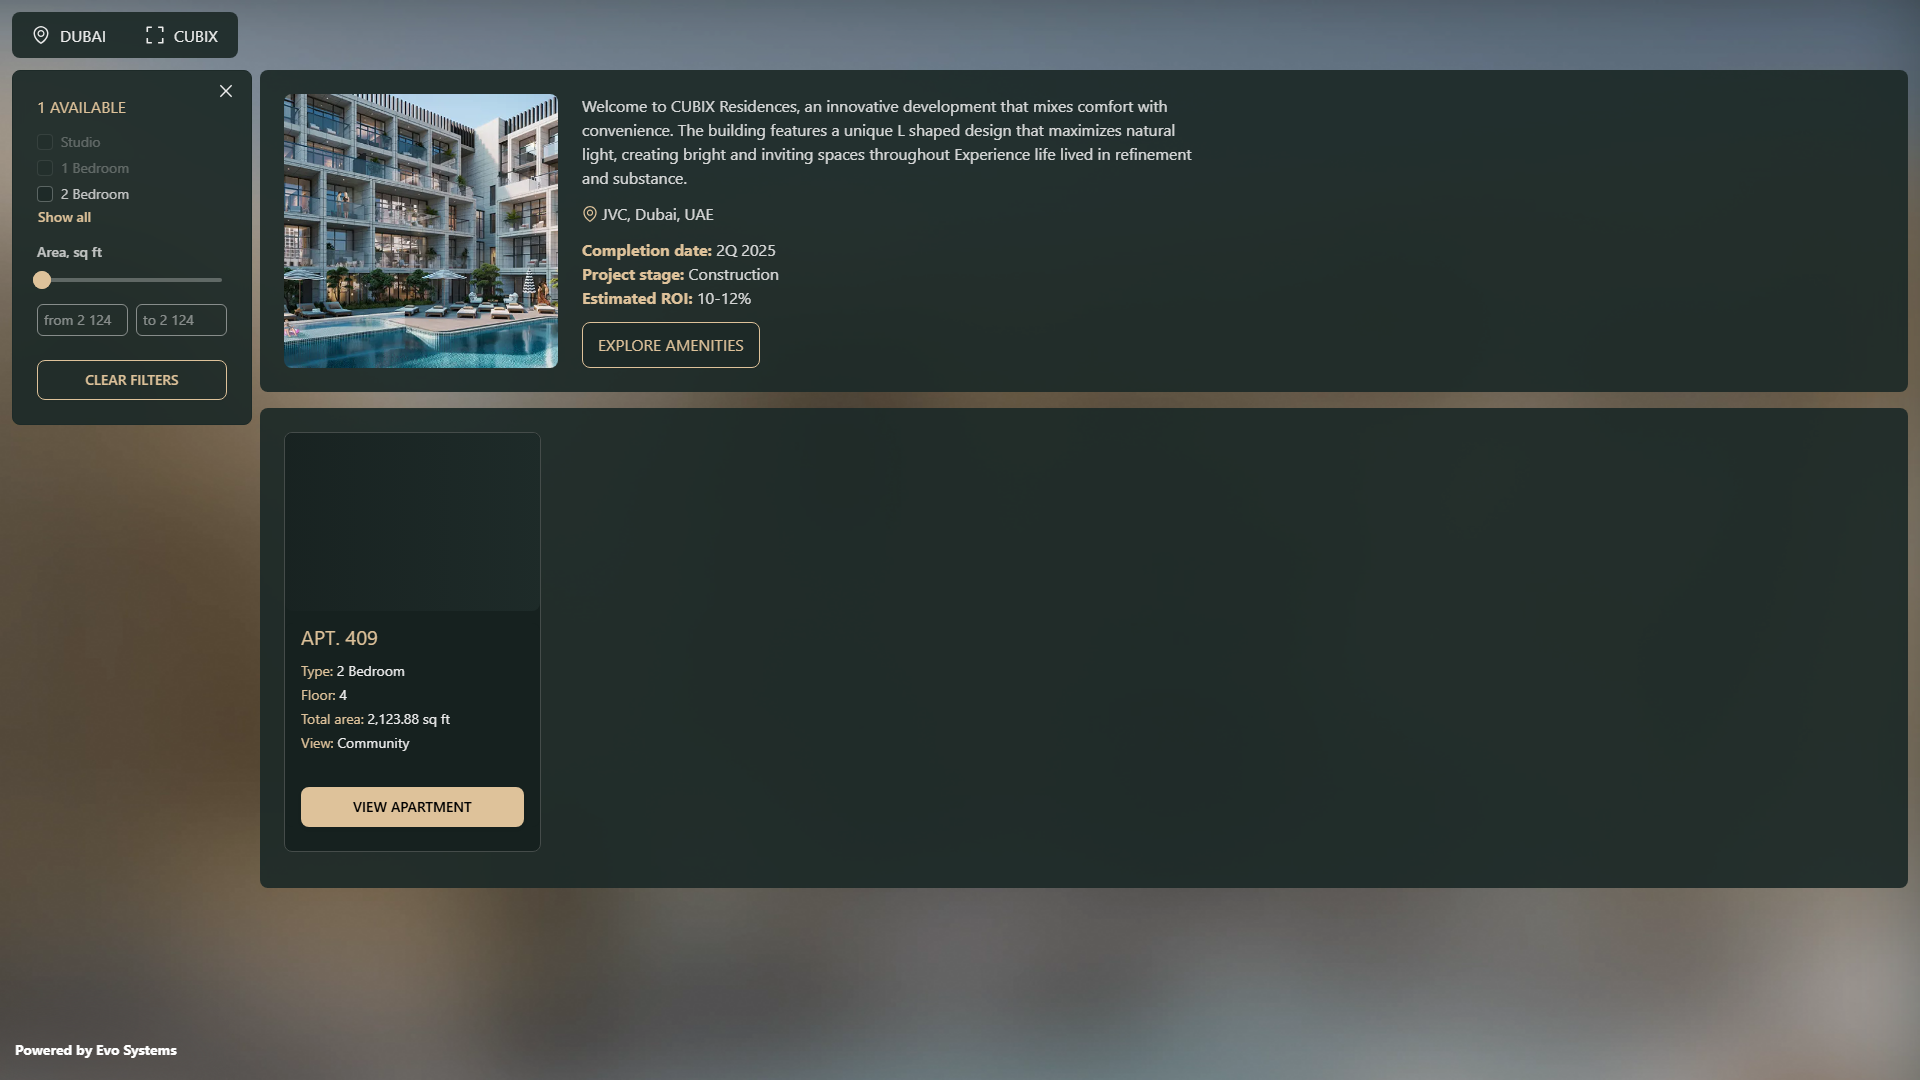 DUBAI
CUBIX
1 AVAILABLE
Studio
1 Bedroom
2 Bedroom
Show all
Area, sq ft
from 2 124
to 2 124
CLEAR FILTERS
Welcome to CUBIX Residences, an innovative development that mixes comfort with
convenience. The building features a unique L shaped design that maximizes natural
light, creating bright and inviting spaces throughout Experience life lived in refinement
and substance.
JVC, Dubai, UAE
Completion date: 2Q 2025
Project stage: Construction
Estimated ROI: 10-12%
EXPLORE AMENITIES
APT. 409
Type: 2 Bedroom
Floor: 4
Total area: 2,123.88 sq ft
View: Community
VIEW APARTMENT
Powered by Evo Systems